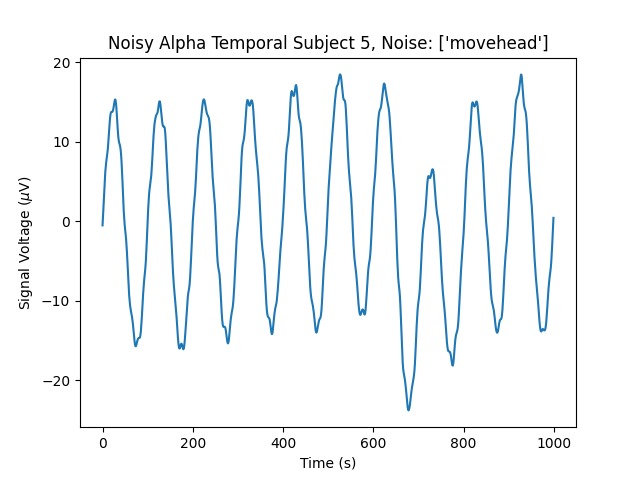 Noisy Alpha Temporal Subject 5, Noise: ['movehead']
20
10
0
−10
−20
Signal Voltage (μV)
0 200 400 600 800 1000
Time (s)